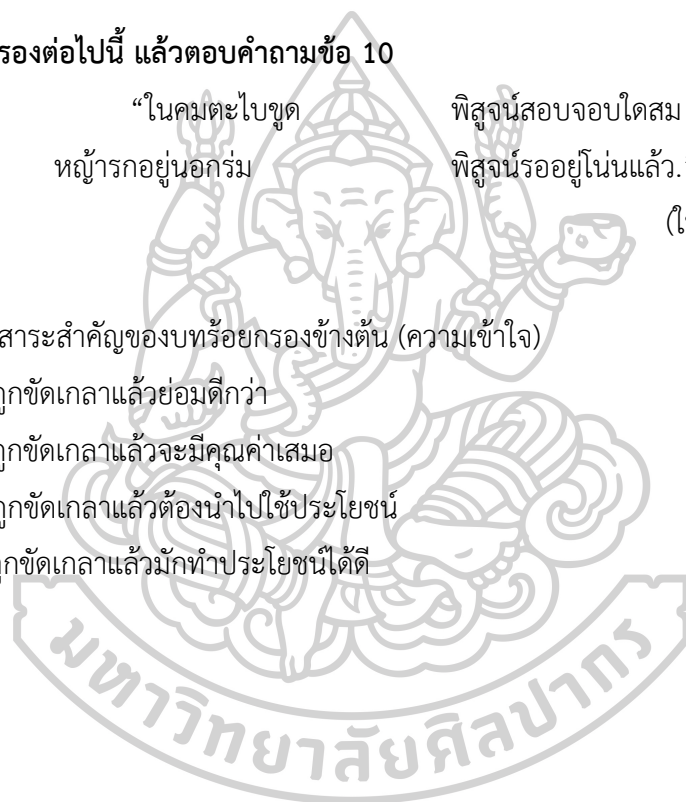 รองต่อไปนี้ แล้วตอบคำถามข้อ 10
“ในคมตะไบขูด พิสูจน์สอบจอบใดสม
หญ้ารกอยู่นอกร่ม พิสูจน์รออยู่โน่นแล้ว.
สาระสำคัญของบทร้อยกรองข้างต้น (ความเข้าใจ)
ถูกขัดเกลาแล้วย่อมดีกว่า
ถูกขัดเกลาแล้วจะมีคุณค่าเสมอ
ถูกขัดเกลาแล้วต้องนำไปใช้ประโยชน์
ถูกขัดเกลาแล้วมักทำประโยชน์ได้ดี
มหาวิทยาลัยศิลปากร